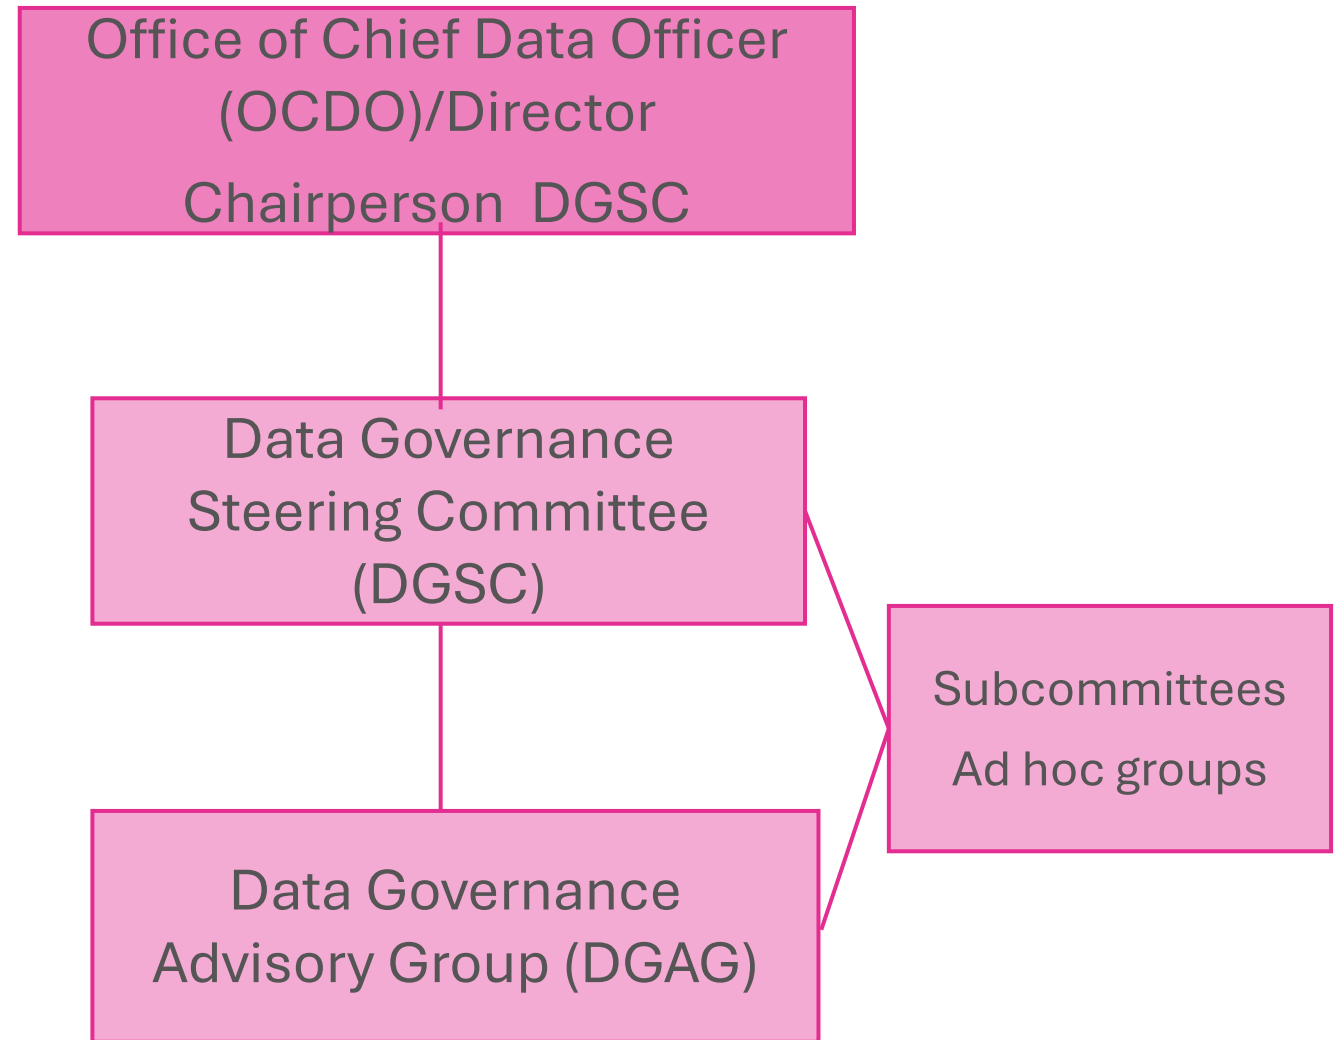 Office of Chief Data Officer
(OCDO)/Director
Chairperson  DGSC
Data Governance
Steering Committee
(DGSC)
Subcommittees
Ad hoc groups
Data Governance
Advisory Group (DGAG)